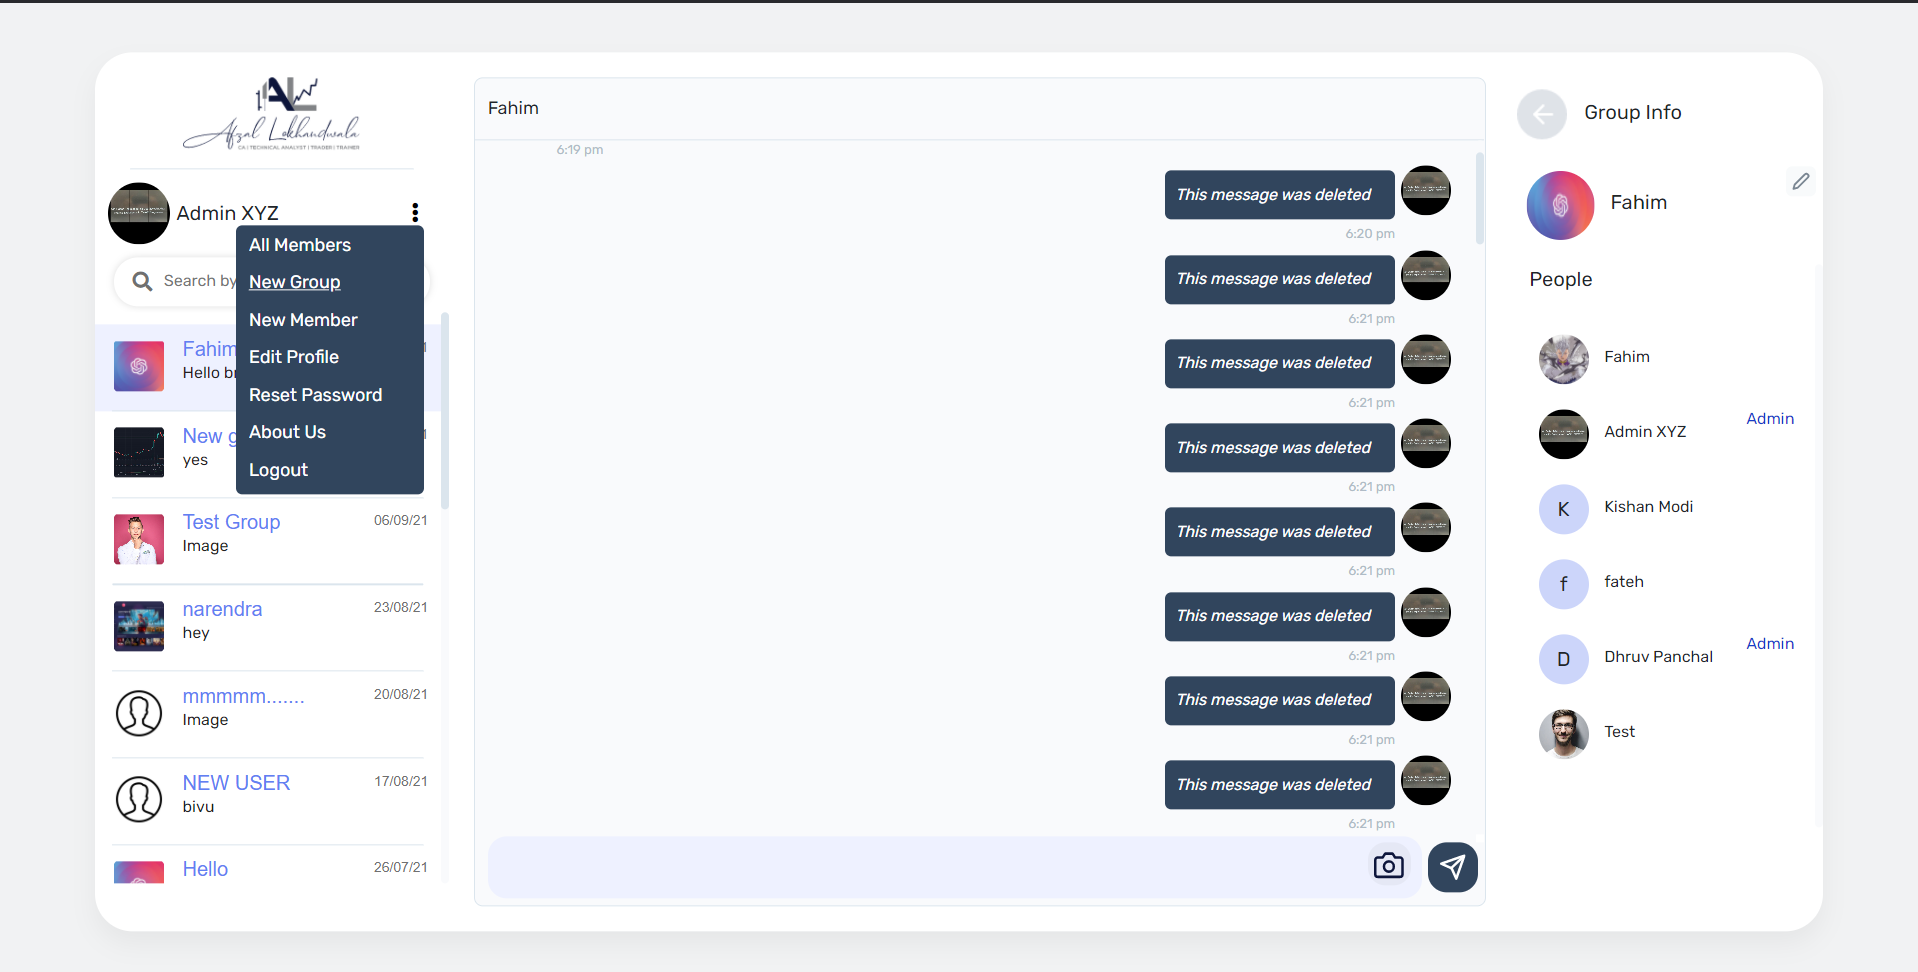 AL
Afzal Lokhandwala
CA | TECHNICAL ANALYST | TRADER | TRAINER
Admin XYZ
All Members
New Group
New Member
Edit Profile
Reset Password
About Us
Logout
Search by
Fahim
Hello br
New g
yes
Test Group
06/09/21
Image
narendra
23/08/21
hey
mmmmm.......
20/08/21
Image
NEW USER
17/08/21
bivu
Hello
26/07/21
Fahim
6:19 pm
This message was deleted
6:20 pm
This message was deleted
6:21 pm
This message was deleted
6:21 pm
This message was deleted
6:21 pm
This message was deleted
6:21 pm
This message was deleted
6:21 pm
This message was deleted
6:21 pm
This message was deleted
6:21 pm
Group Info
Fahim
People
Fahim
Admin XYZ
Admin
K
Kishan Modi
f
fateh
D
Dhruv Panchal
Admin
Test